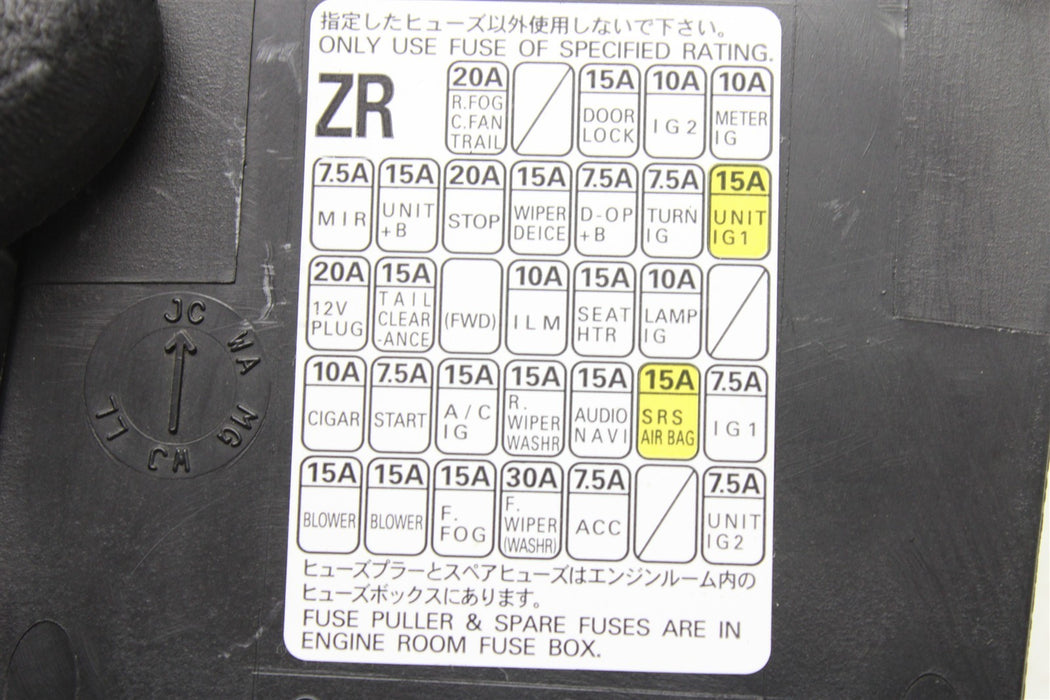 指定したヒューズ以外使用しないで下さい。
ONLY USE FUSE OF SPECIFIED RATING.
ZR
20A 15A 10A 10A
R.FOG C.FAN TRAIL DOOR LOCK IG2 METER IG
7.5A 15A 20A 15A 7.5A 7.5A 15A
MIR UNIT +B STOP WIPER DEICE D-OP +B TURN IG UNIT IG1
20A 15A 10A 15A 10A
12V PLUG TAIL CLEAR -ANCE (FWD) ILM SEAT HTR LAMP IG
10A 7.5A 15A 15A 15A 15A 7.5A
CIGAR START A/C IG R. WIPER WASHR AUDIO NAVI SRS AIR BAG IG1
15A 15A 15A 30A 7.5A 7.5A
BLOWER BLOWER F. FOG F. WIPER (WASHR) ACC UNIT IG2
ヒューズプラーとスペアヒューズはエンジンルーム内の
ヒューズボックスにあります。
FUSE PULLER & SPARE FUSES ARE IN
ENGINE ROOM FUSE BOX.
JC
WA
MG
WJ
LL